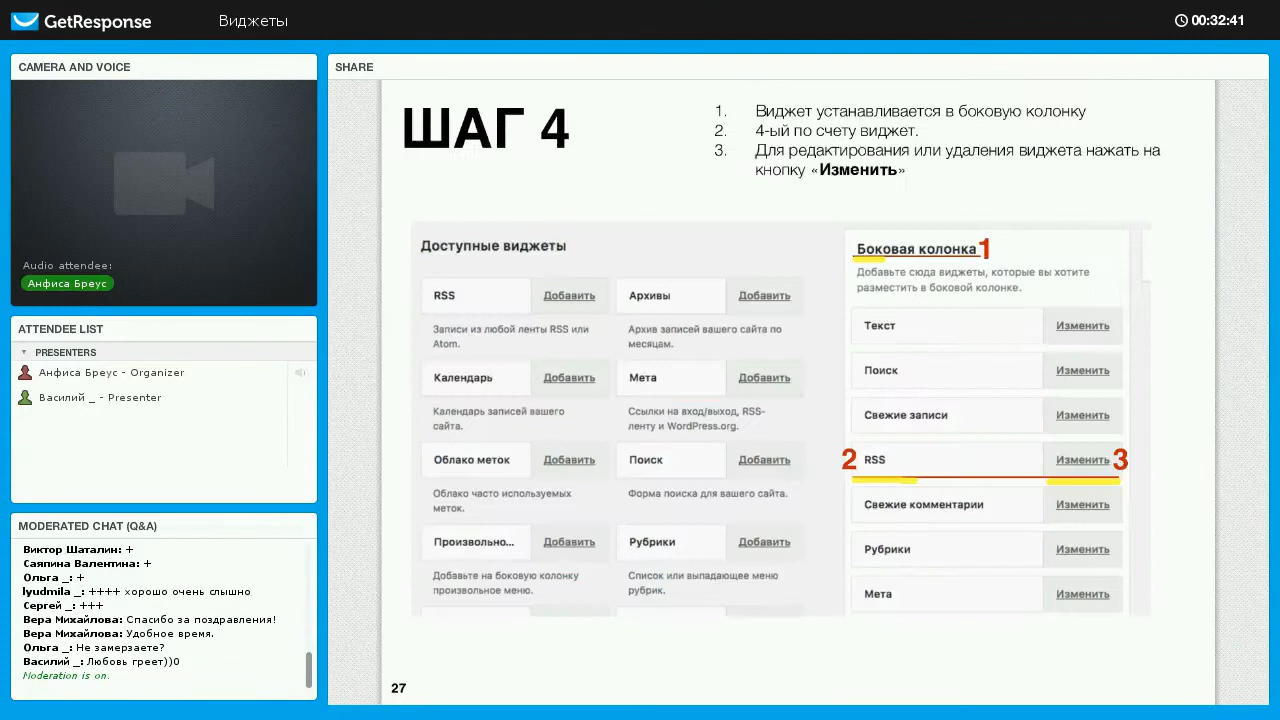 GetResponse
Виджеты
00:32:41
CAMERA AND VOICE
Audio attendee:
Анфиса Бреус
ATTENDEE LIST
PRESENTERS
Анфиса Бреус - Organizer
Василий _ - Presenter
MODERATED CHAT (Q&A)
Виктор Шаталин: +
Саяпина Валентина: +
Ольга _: +
lyudmila _: ++++ хорошо очень слышно
Сергей _: +++
Вера Михайлова: Спасибо за поздравления!
Вера Михайлова: Удобное время.
Ольга _: Не замерзаете?
Василий _: Любовь греет))0
Moderation is on.
SHARE
ШАГ 4
1. Виджет устанавливается в боковую колонку
2. 4-ый по счету виджет.
3. Для редактирования или удаления виджета нажать на
кнопку «Изменить»
Доступные виджеты
RSS Добавить Архивы Добавить
Записи из любой ленты RSS или Архив записей вашего сайта по
Atom. месяцам.
Календарь Добавить Мета Добавить
Календарь записей вашего Ссылки на вход/выход, RSS-
сайта. ленту и WordPress.org.
Облако меток Добавить Поиск Добавить
Облако часто используемых Форма поиска для вашего сайта.
меток.
Произвольно... Добавить Рубрики Добавить
Добавьте на боковую колонку Список или выпадающее меню
произвольное меню. рубрик.
Боковая колонка 1
Добавьте сюда виджеты, которые вы хотите
разместить в боковой колонке.
Текст Изменить
Поиск Изменить
Свежие записи Изменить
2 RSS Изменить 3
Свежие комментарии Изменить
Рубрики Изменить
Мета Изменить
27